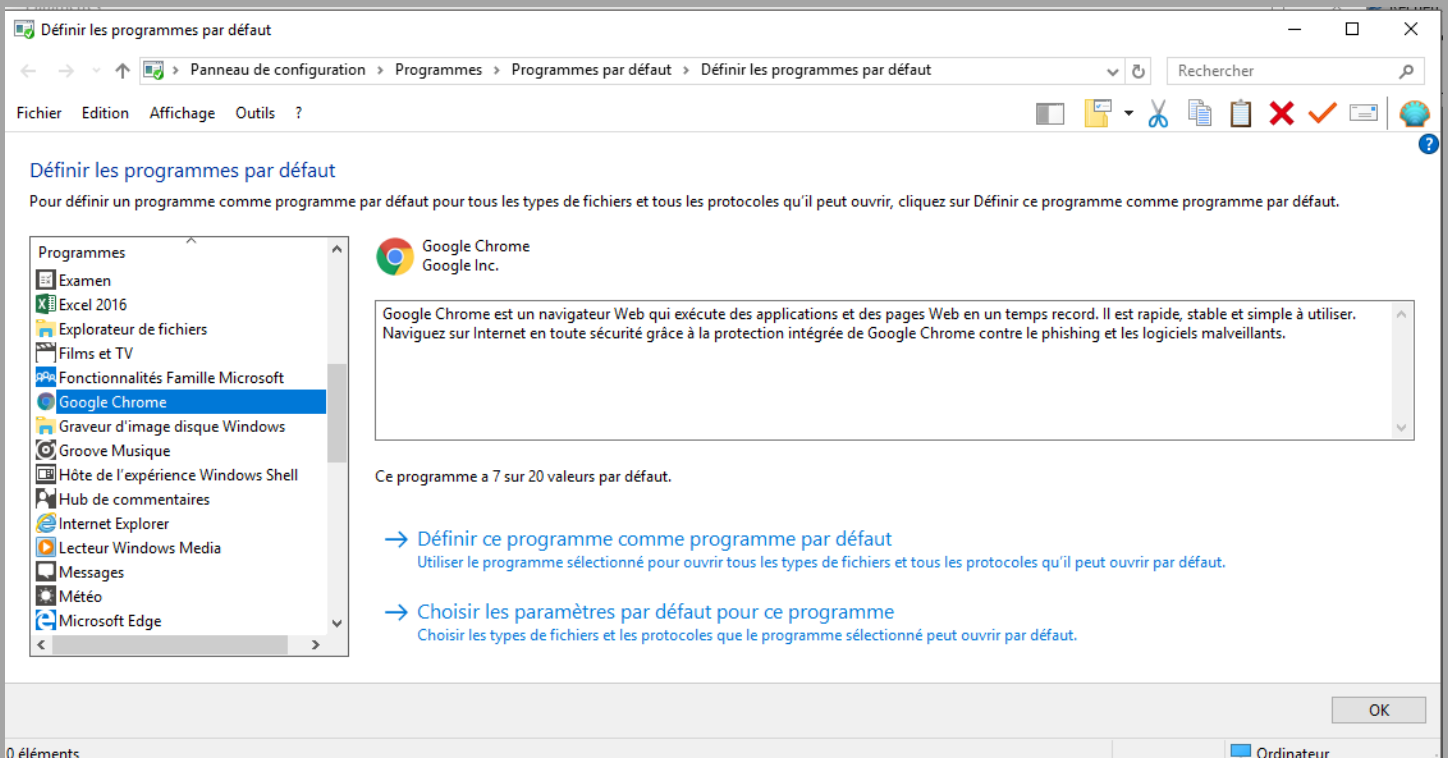 Définir les programmes par défaut
Panneau de configuration > Programmes > Programmes par défaut > Définir les programmes par défaut
Rechercher
Fichier Edition Affichage Outils ?
Définir les programmes par défaut
Pour définir un programme comme programme par défaut pour tous les types de fichiers et tous les protocoles qu'il peut ouvrir, cliquez sur Définir ce programme comme programme par défaut.
Programmes
Examen
Excel 2016
Explorateur de fichiers
Films et TV
Fonctionnalités Famille Microsoft
Google Chrome
Graveur d'image disque Windows
Groove Musique
Hôte de l'expérience Windows Shell
Hub de commentaires
Internet Explorer
Lecteur Windows Media
Messages
Météo
Microsoft Edge
Google Chrome
Google Inc.
Google Chrome est un navigateur Web qui exécute des applications et des pages Web en un temps record. Il est rapide, stable et simple à utiliser.
Naviguez sur Internet en toute sécurité grâce à la protection intégrée de Google Chrome contre le phishing et les logiciels malveillants.
Ce programme a 7 sur 20 valeurs par défaut.
Définir ce programme comme programme par défaut
Utiliser le programme sélectionné pour ouvrir tous les types de fichiers et tous les protocoles qu'il peut ouvrir par défaut.
Choisir les paramètres par défaut pour ce programme
Choisir les types de fichiers et les protocoles que le programme sélectionné peut ouvrir par défaut.
OK
0 éléments
Ordinateur